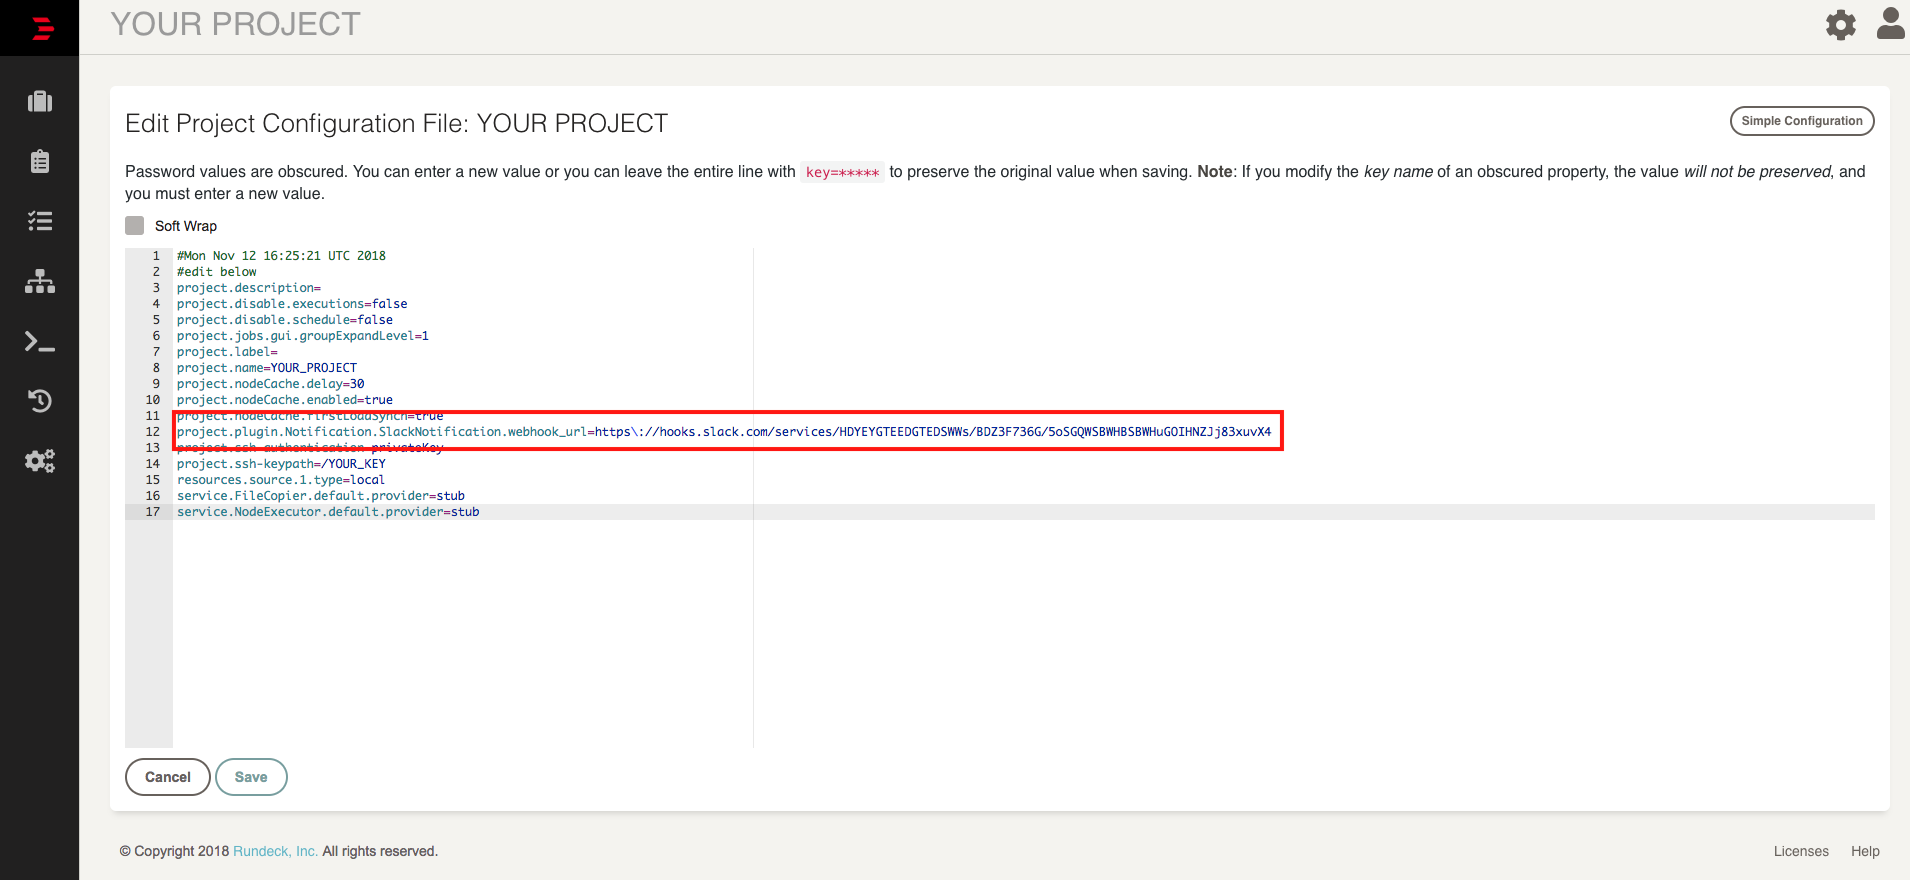 YOUR PROJECT
Edit Project Configuration File: YOUR PROJECT
Simple Configuration
Password values are obscured. You can enter a new value or you can leave the entire line with key=***** to preserve the original value when saving. Note: If you modify the key name of an obscured property, the value will not be preserved, and
you must enter a new value.
Soft Wrap
1 #Mon Nov 12 16:25:21 UTC 2018
2 #edit below
3 project.description=
4 project.disable.executions=false
5 project.disable.schedule=false
6 project.jobs.gui.groupExpandLevel=1
7 project.label=
8 project.name=YOUR_PROJECT
9 project.nodeCache.delay=30
10 project.nodeCache.enabled=true
11 project.nodeCache.firstLoadSynch=true
12 project.plugin.Notification.SlackNotification.webhook_url=https\://hooks.slack.com/services/HDYEYGTEEDGTEDSWWs/BDZ3F736G/5oSGQWSBWHBSBWHuGOIHNZJj83xuvX4
13 project.ssh-authentication=privateKey
14 project.ssh-keypath=/YOUR_KEY
15 resources.source.1.type=local
16 service.FileCopier.default.provider=stub
17 service.NodeExecutor.default.provider=stub
Cancel Save
© Copyright 2018 Rundeck, Inc. All rights reserved.
Licenses Help